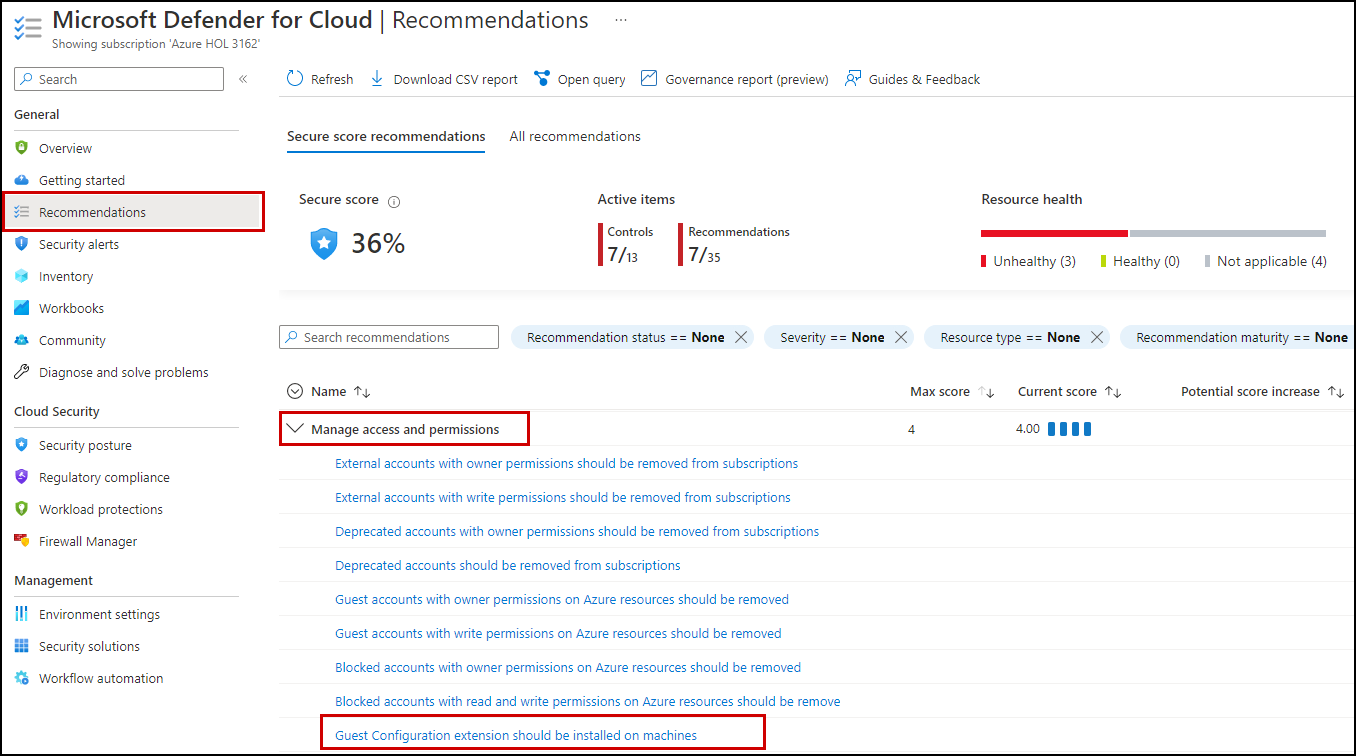 Microsoft Defender for Cloud | Recommendations ...
Showing subscription 'Azure HOL 3162'
Search
«
Refresh
Download CSV report
Open query
Governance report (preview)
Guides & Feedback
General
Overview
Getting started
Recommendations
Security alerts
Inventory
Workbooks
Community
Diagnose and solve problems
Cloud Security
Security posture
Regulatory compliance
Workload protections
Firewall Manager
Management
Environment settings
Security solutions
Workflow automation
Secure score recommendations
All recommendations
Secure score
36%
Active items
Controls
7/13
Recommendations
7/35
Resource health
Unhealthy (3)
Healthy (0)
Not applicable (4)
Search recommendations
Recommendation status == None
Severity == None
Resource type == None
Recommendation maturity == None
Name
Max score
Current score
Potential score increase
Manage access and permissions
4
4.00
External accounts with owner permissions should be removed from subscriptions
External accounts with write permissions should be removed from subscriptions
Deprecated accounts with owner permissions should be removed from subscriptions
Deprecated accounts should be removed from subscriptions
Guest accounts with owner permissions on Azure resources should be removed
Guest accounts with write permissions on Azure resources should be removed
Blocked accounts with owner permissions on Azure resources should be removed
Blocked accounts with read and write permissions on Azure resources should be remove
Guest Configuration extension should be installed on machines